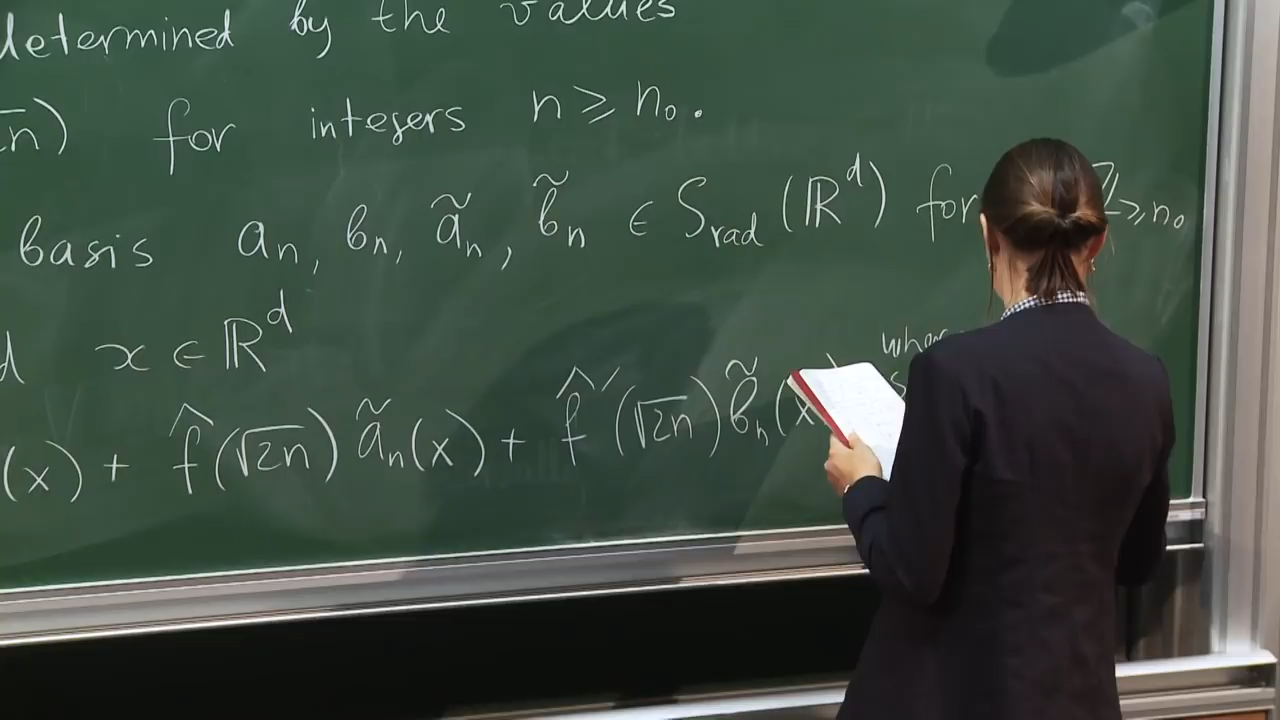 determined by the values
√n) for integers n ≥ n₀.
basis aₙ, bₙ, ãₙ, b̃ₙ ∈ S_rad (ℝᵈ) for ℤ≥n₀
x ∈ ℝᵈ
(x) + f̂(√2n) ãₙ(x) + f̂′(√2n) b̃ₙ(x)